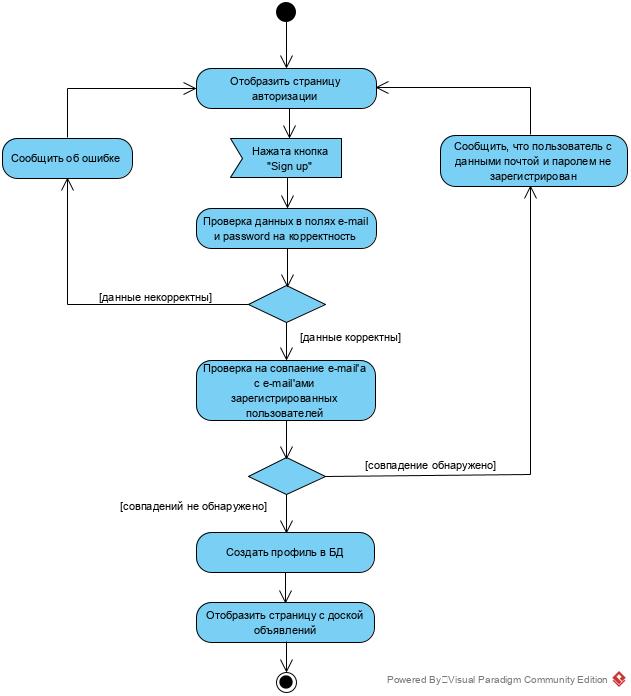 Отобразить страницу
авторизации
Сообщить об ошибке
Нажата кнопка
"Sign up"
Сообщить, что пользователь с
данными почтой и паролем не
зарегистрирован
Проверка данных в полях e-mail
и password на корректность
[данные некорректны]
[данные корректны]
Проверка на совпаение e-mail'а
с e-mail'ами
зарегистрированных
пользователей
[совпадение обнаружено]
[совпадений не обнаружено]
Создать профиль в БД
Отобразить страницу с доской
объявлений
Powered By Visual Paradigm Community Edition